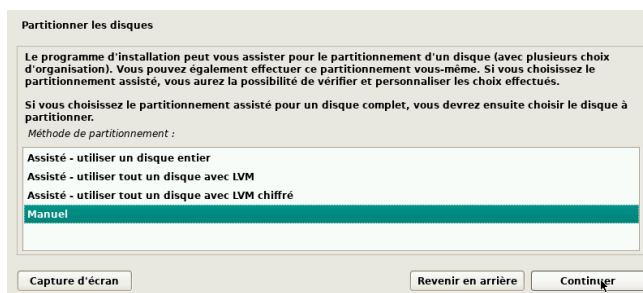 Partitionner les disques
Le programme d'installation peut vous assister pour le partitionnement d'un disque (avec plusieurs choix
d'organisation). Vous pouvez également effectuer ce partitionnement vous-même. Si vous choisissez le
partitionnement assisté, vous aurez la possibilité de vérifier et personnaliser les choix effectués.
Si vous choisissez le partitionnement assisté pour un disque complet, vous devrez ensuite choisir le disque à
partitionner.
Méthode de partitionnement :
Assisté - utiliser un disque entier
Assisté - utiliser tout un disque avec LVM
Assisté - utiliser tout un disque avec LVM chiffré
Manuel
Capture d'écran
Revenir en arrière
Continuer